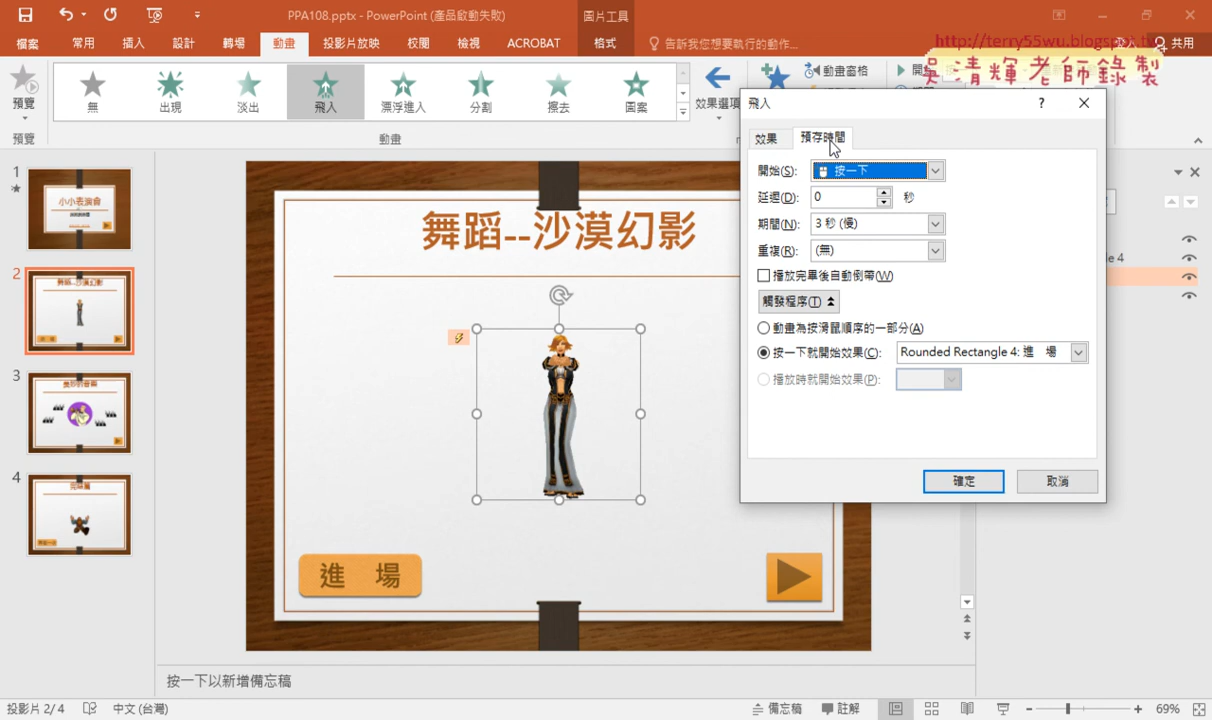 PPA108.pptx - PowerPoint (產品啟動失敗)
圖片工具
檔案
常用
插入
設計
轉場
動畫
投影片放映
校閱
檢視
ACROBAT
格式
告訴我您想要執行的動作...
共用
http://terry55wu.blogspot.t
吳清輝老師錄製
預覽
無
出現
淡出
飛入
漂浮進入
分割
擦去
圖案
效果選項
動畫窗格
預覽
動畫
飛入
?
效果
預存時間
開始(S):
按一下
延遲(D):
0
秒
期間(N):
3 秒 (慢)
重複(R):
(無)
播放完畢後自動倒帶(W)
觸發程序(T)
動畫為按滑鼠順序的一部分(A)
按一下就開始效果(C):
Rounded Rectangle 4: 進　場
播放時就開始效果(P):
確定
取消
le 4
1
小小表演會
2
舞蹈--沙漠幻影
進 場
3
4
舞蹈--沙漠幻影
進　場
按一下以新增備忘稿
投影片 2/ 4
中文 (台灣)
備忘稿
註解
69%